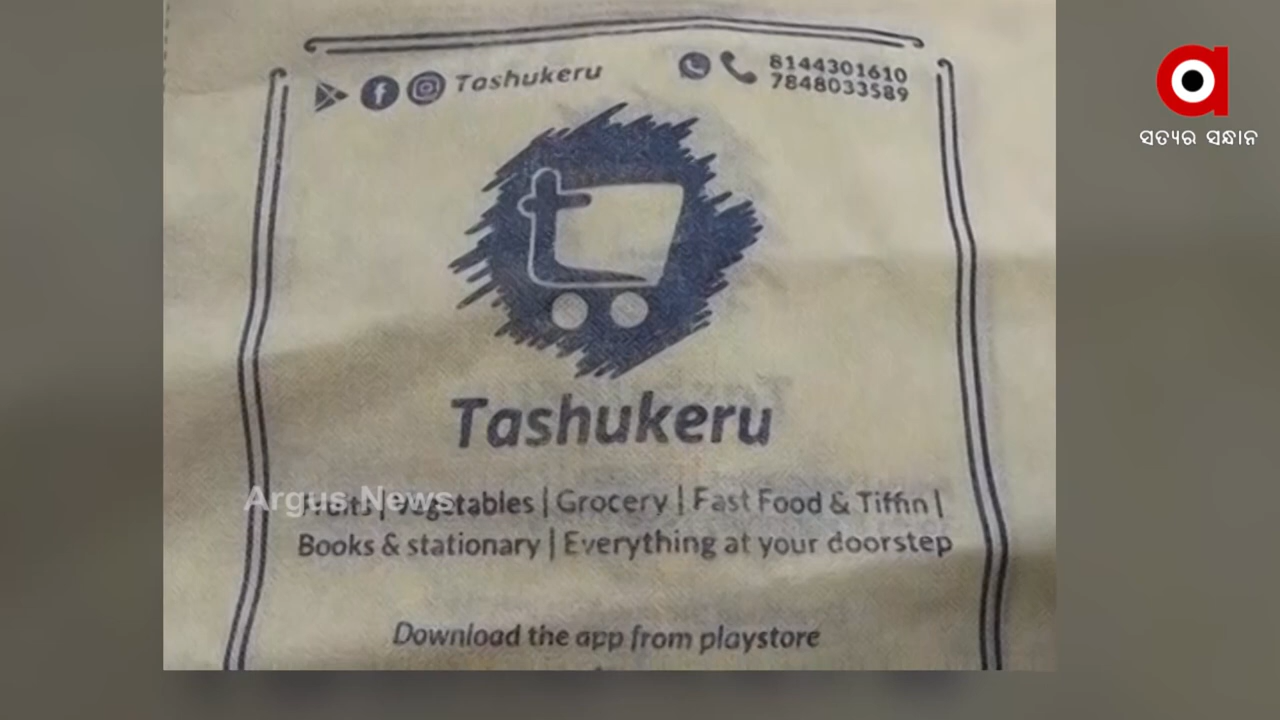 Tashukeru
8144301610
7848033589
ସତ୍ୟର ସନ୍ଧାନ
Tashukeru
Argus News
Fruits | Vegetables | Grocery | Fast Food & Tiffin |
Books & stationary | Everything at your doorstep
Download the app from playstore